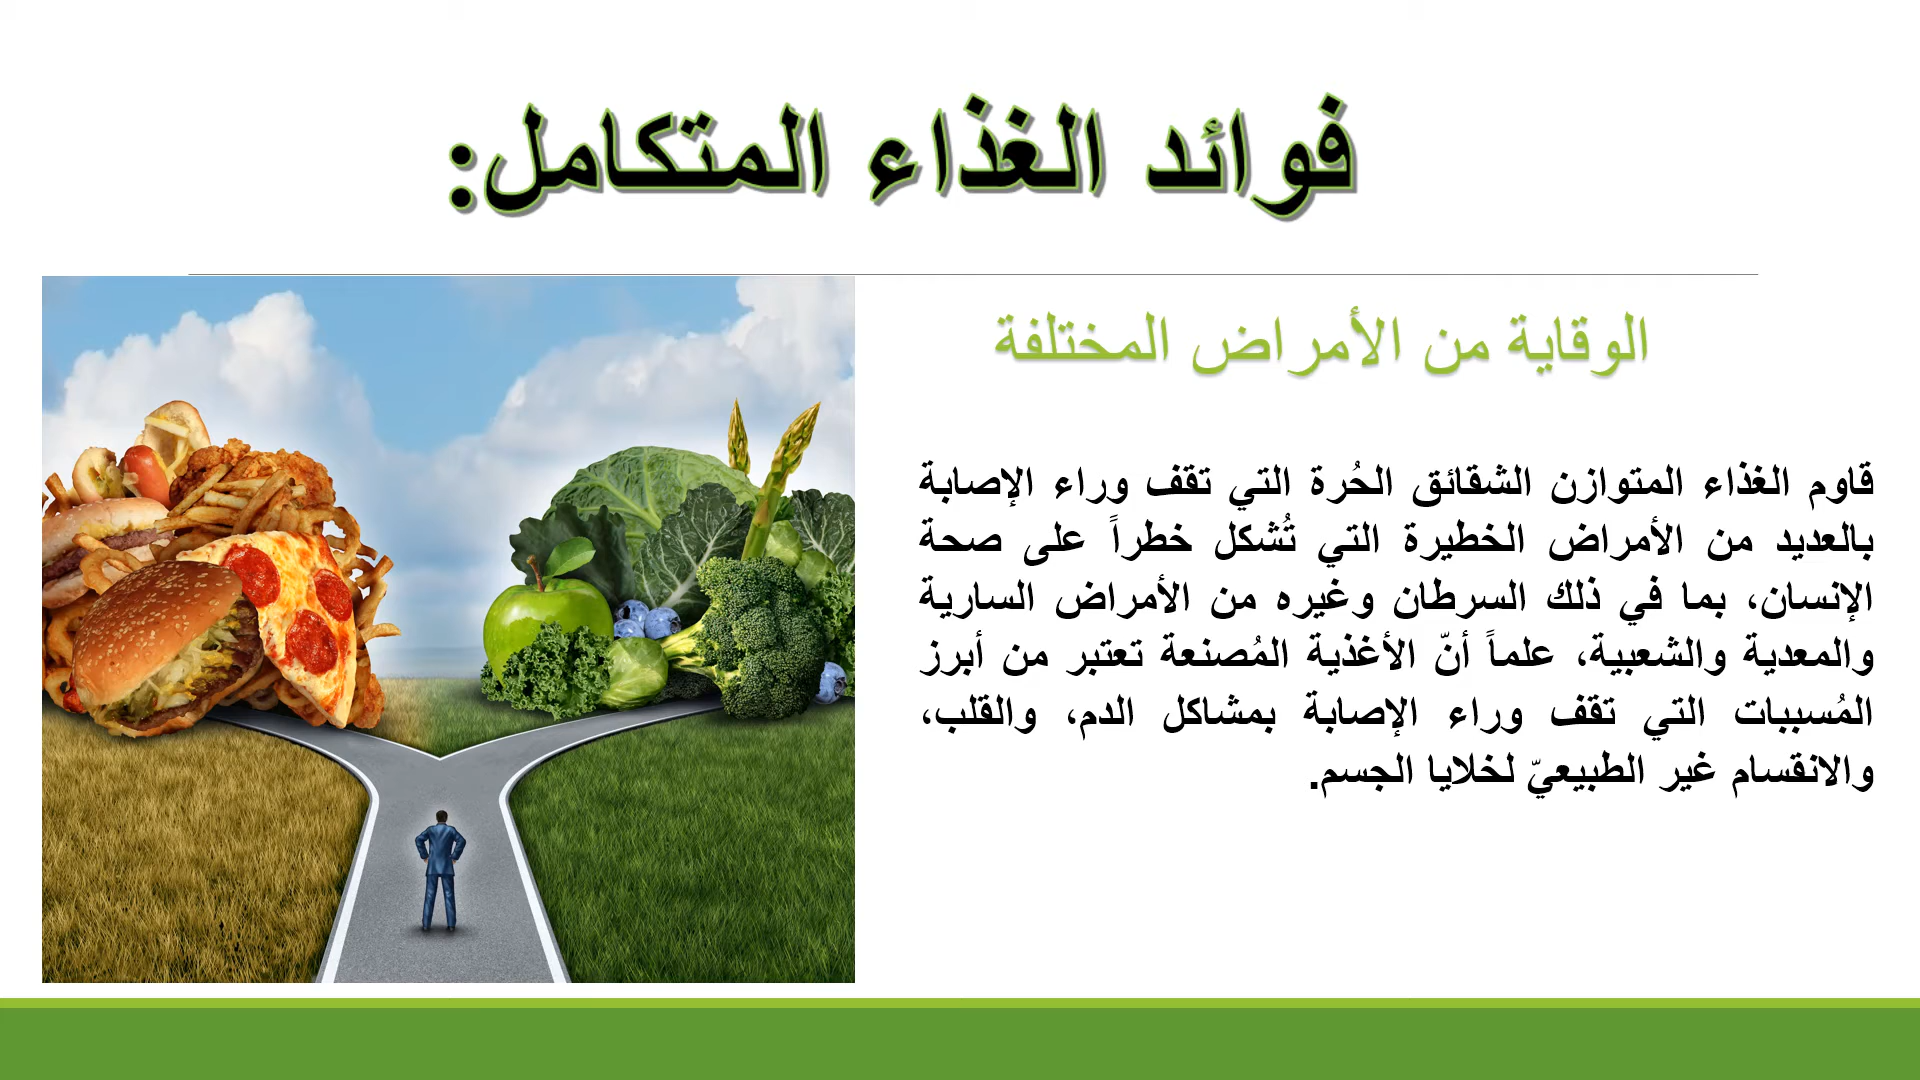 فوائد الغذاء المتكامل:
الوقاية من الأمراض المختلفة
قاوم الغذاء المتوازن الشقائق الحُرة التي تقف وراء الإصابة
بالعديد من الأمراض الخطيرة التي تُشكل خطراً على صحة
الإنسان، بما في ذلك السرطان وغيره من الأمراض السارية
والمعدية والشعبية، علماً أنّ الأغذية المُصنعة تعتبر من أبرز
المُسببات التي تقف وراء الإصابة بمشاكل الدم، والقلب،
والانقسام غير الطبيعيّ لخلايا الجسم.